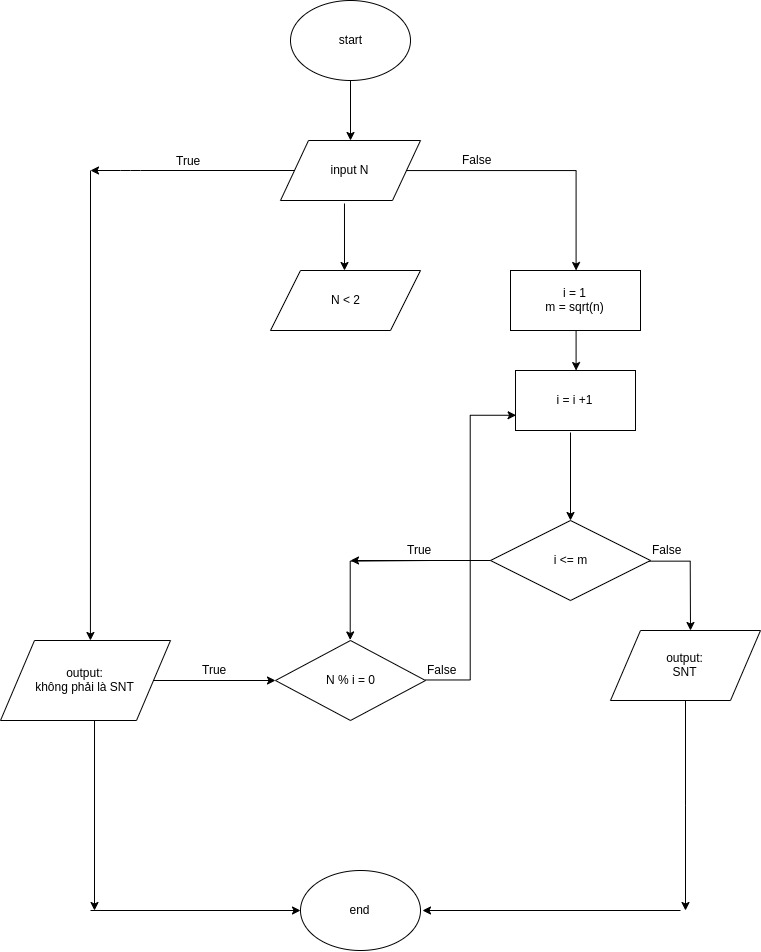 start
True
input N
False
N < 2
i = 1
m = sqrt(n)
i = i +1
True
i <= m
False
output:
không phải là SNT
True
N % i = 0
False
output:
SNT
end